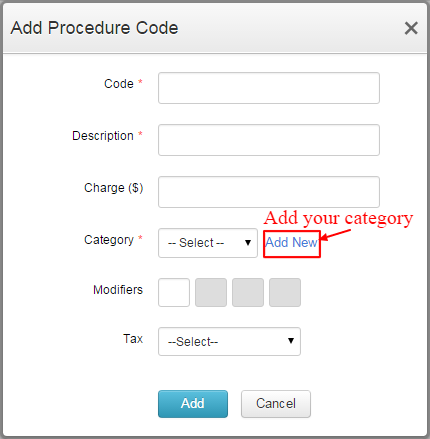 Add Procedure Code ×
Code *
Description *
Charge ($)
Add your category
Category * -- Select -- Add New
Modifiers
Tax --Select--
Add Cancel